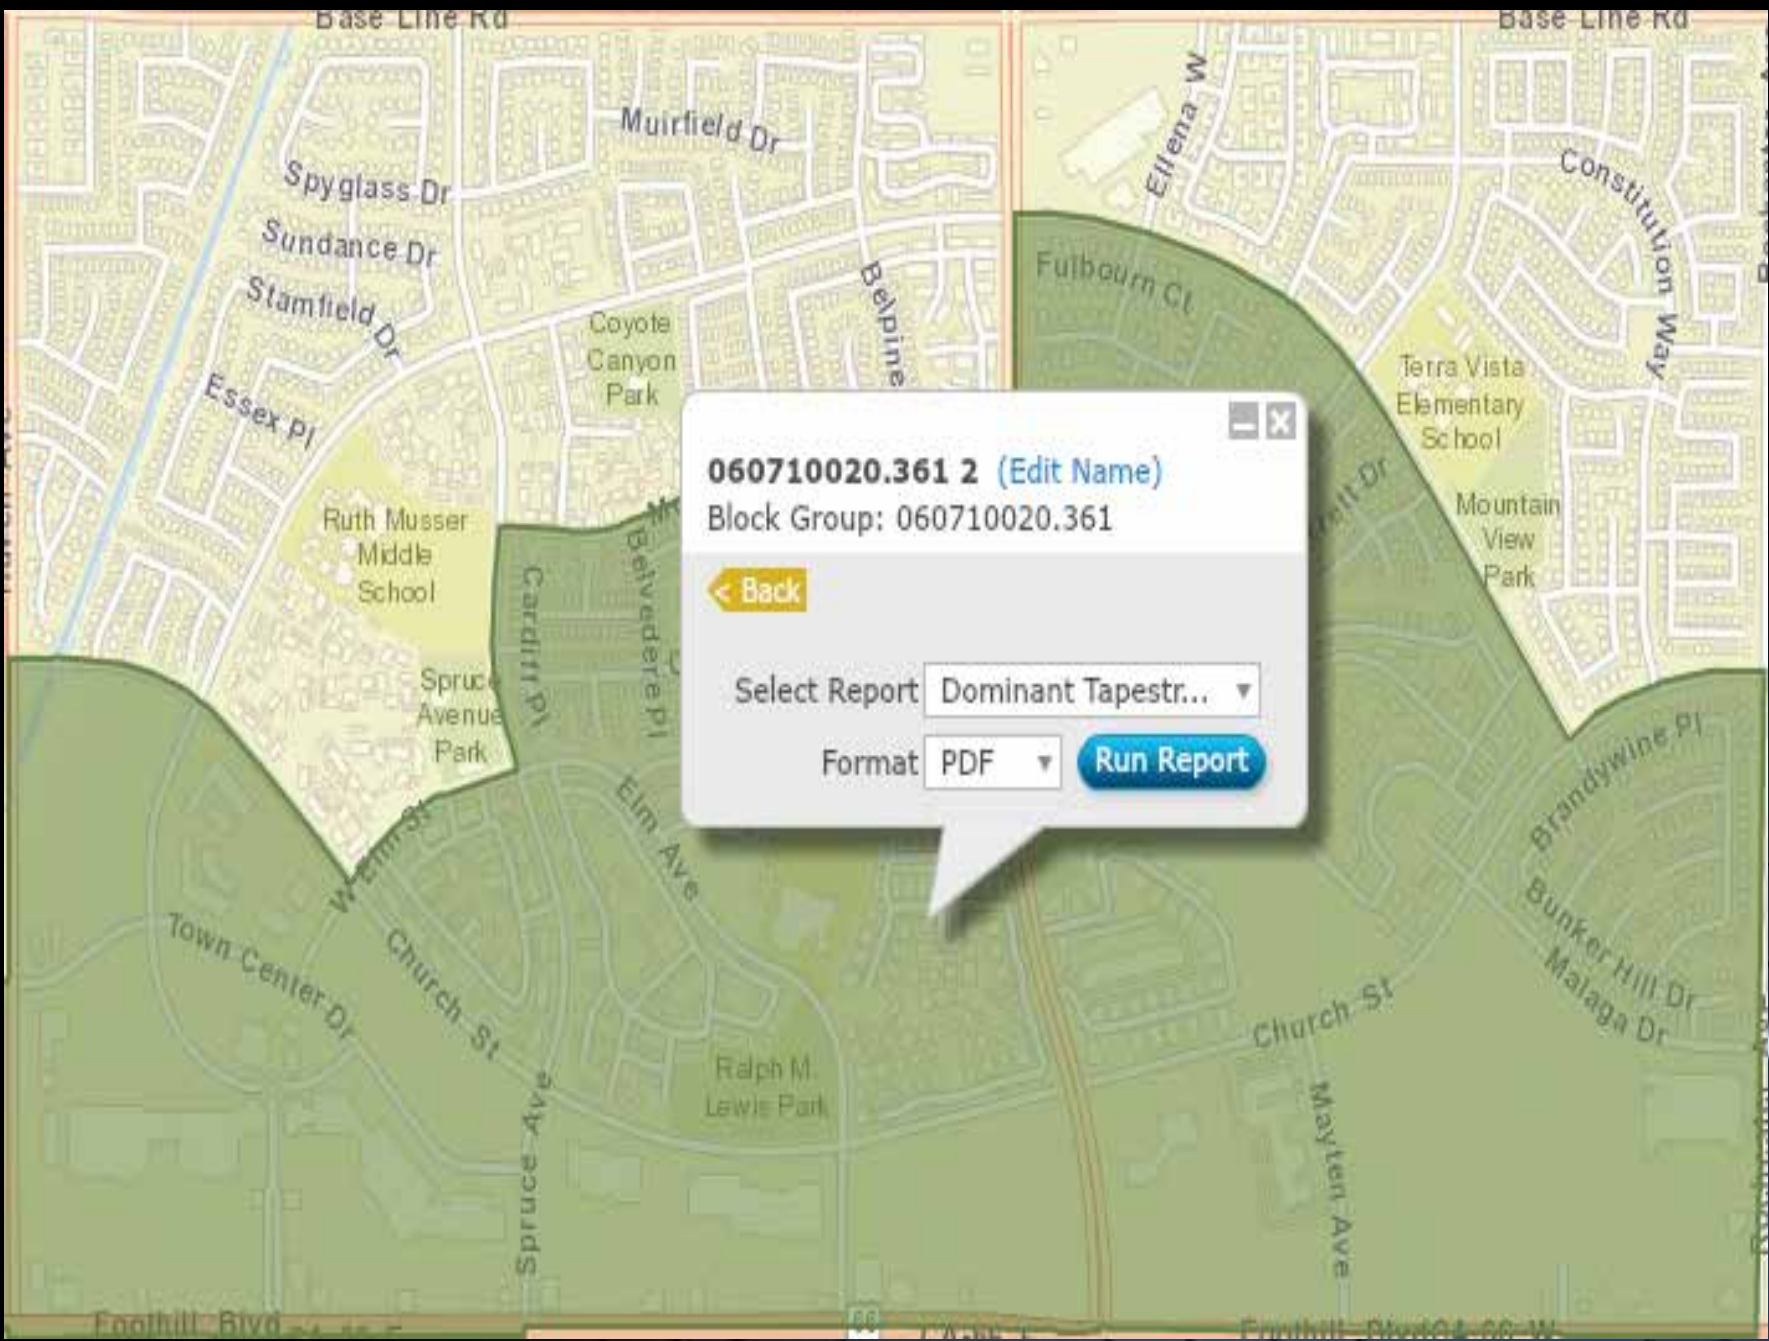 Base Line Rd
Base Line Rd
Muirfield Dr
Ellena W
Constitution Way
Spyglass Dr
Sundance Dr
Stamfield Dr
Fulbourn Ct
Belpine
Coyote
Canyon
Park
Essex Pl
Terra Vista
Elementary
School
060710020.361 2 (Edit Name)
Block Group: 060710020.361
< Back
Select Report Dominant Tapestr...
Format PDF Run Report
Mountain
View
Park
Ruth Musser
Middle
School
Belvedere Pl
Spruce
Avenue
Park
Elm Ave
W Elm St
Brandywine Pl
Bunker Hill Dr
Malaga Dr
Town Center Dr
Church St
Church St
Ralph M.
Lewis Park
Spruce Ave
Mayten Ave
Foothill Blvd
66